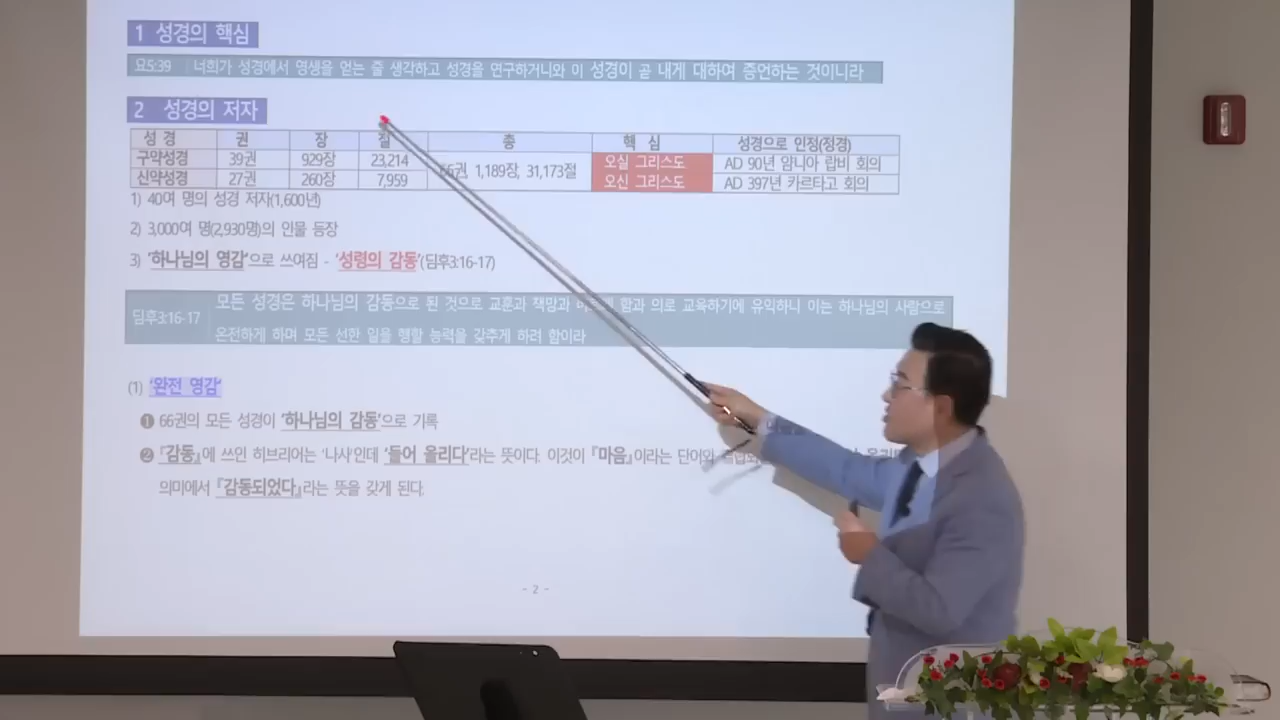 1 성경의 핵심
요5:39 너희가 성경에서 영생을 얻는 줄 생각하고 성경을 연구하거니와 이 성경이 곧 내게 대하여 증언하는 것이니라
2 성경의 저자
성 경 권 장 절 총 핵 심 성경으로 인정(정경)
구약성경 39권 929장 23,214 66권 1,189장 31,173절 오실 그리스도 AD 90년 얌니아 랍비 회의
신약성경 27권 260장 7,959 오신 그리스도 AD 397년 카르타고 회의
1) 40여 명의 성경 저자(1,600년)
2) 3,000여 명(2,930명)의 인물 등장
3) '하나님의 영감'으로 쓰여짐 - '성령의 감동'(딤후3:16-17)
딤후3:16-17 모든 성경은 하나님의 감동으로 된 것으로 교훈과 책망과 함과 의로 교육하기에 유익하니 이는 하나님의 사람으로
온전하게 하며 모든 선한 일을 행할 능력을 갖추게 하려 함이라
(1) '완전 영감'
❶ 66권의 모든 성경이 '하나님의 감동'으로 기록
❷ 『감동』에 쓰인 히브리어는 '나사'인데 '들어 올리다'라는 뜻이다. 이것이 『마음』이라는 단어와
의미에서 『감동되었다』라는 뜻을 갖게 된다.
- 2 -